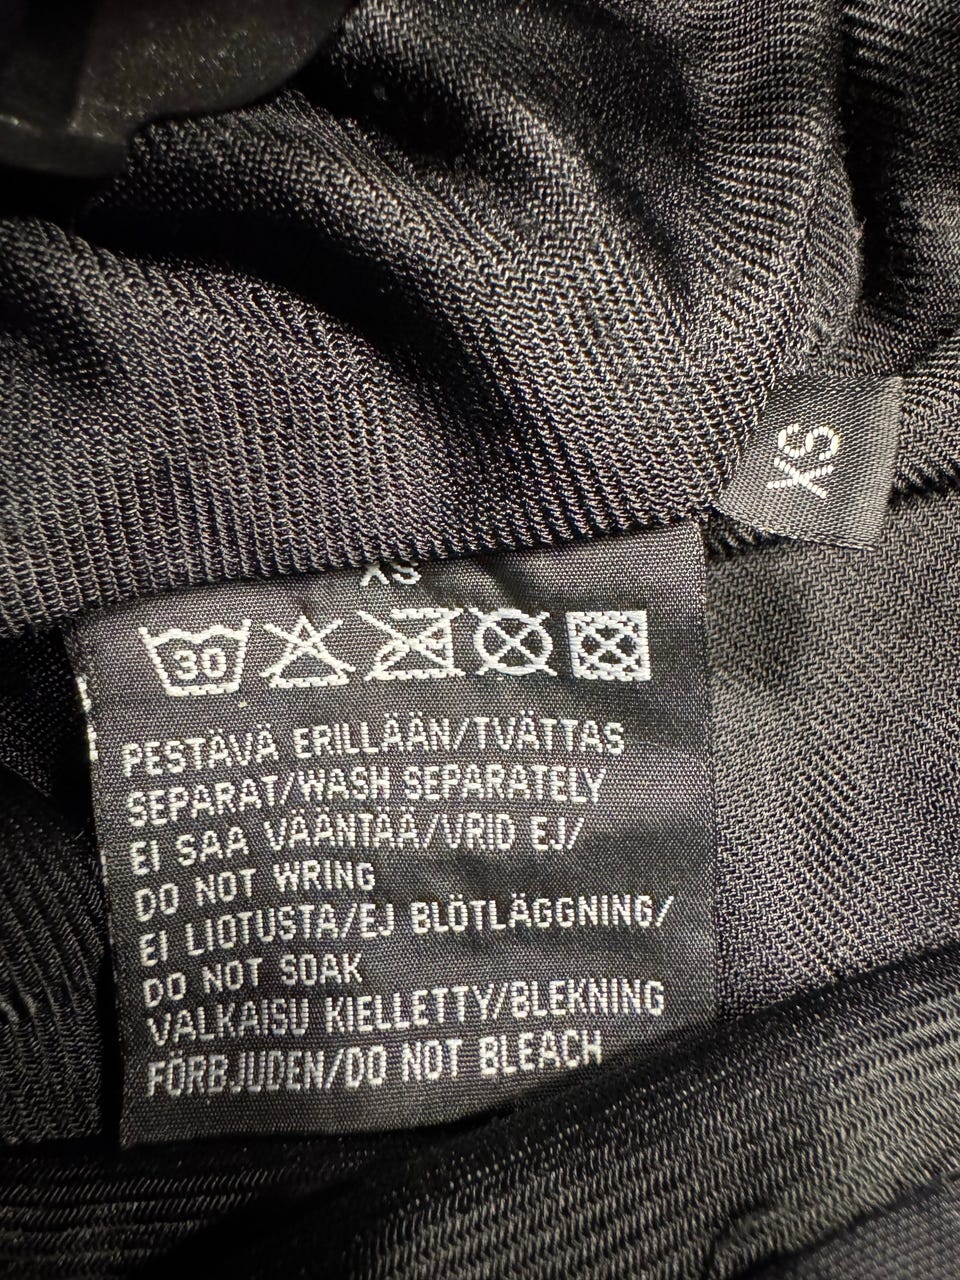 XS
XS
30
PESTÄVÄ ERILLÄÄN/TVÄTTAS
SEPARAT/WASH SEPARATELY
EI SAA VÄÄNTÄÄ/VRID EJ/
DO NOT WRING
EI LIOTUSTA/EJ BLÖTLÄGGNING/
DO NOT SOAK
VALKAISU KIELLETTY/BLEKNING
FÖRBJUDEN/DO NOT BLEACH